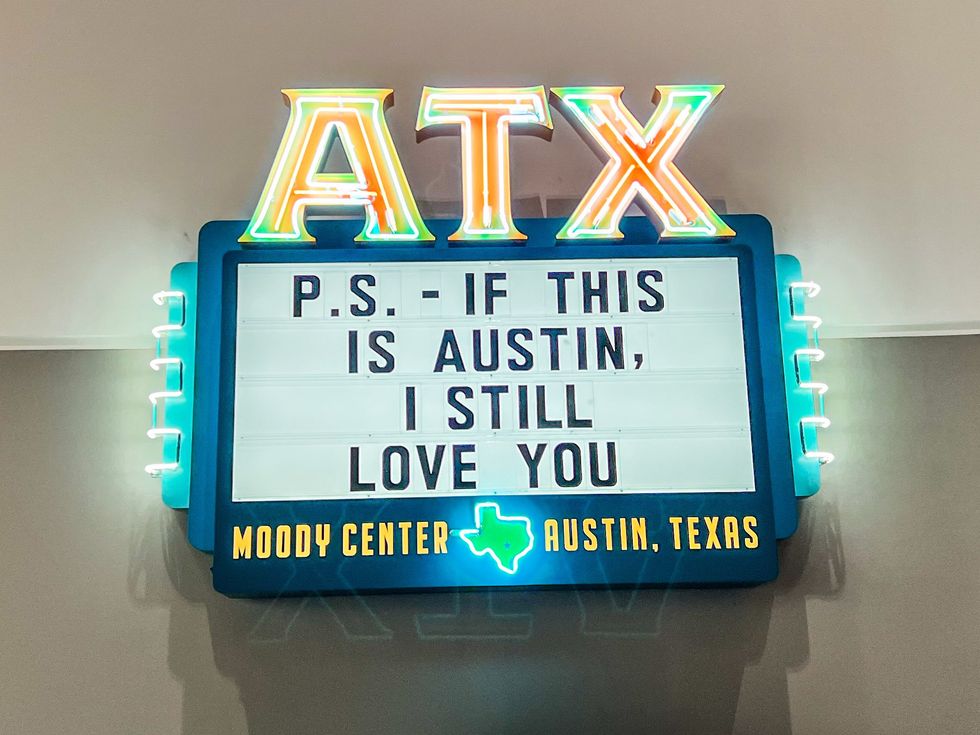 ATX
P.S. - IF THIS
IS AUSTIN,
I STILL
LOVE YOU
MOODY CENTER AUSTIN, TEXAS